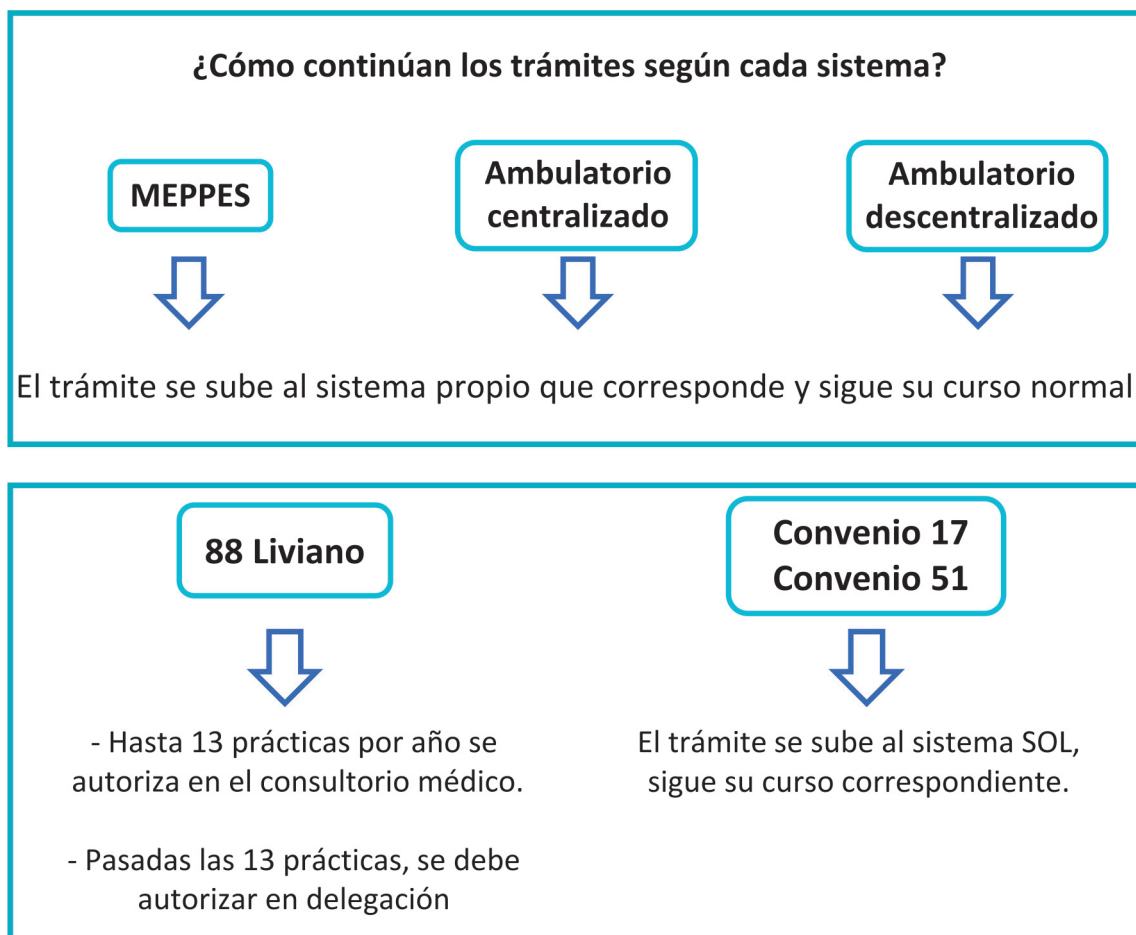 ¿Cómo continúan los trámites según cada sistema?
MEPPES
Ambulatorio
centralizado
Ambulatorio
descentralizado
El trámite se sube al sistema propio que corresponde y sigue su curso normal
88 Liviano
- Hasta 13 prácticas por año se
autoriza en el consultorio médico.
- Pasadas las 13 prácticas, se debe
autorizar en delegación
Convenio 17
Convenio 51
El trámite se sube al sistema SOL,
sigue su curso correspondiente.